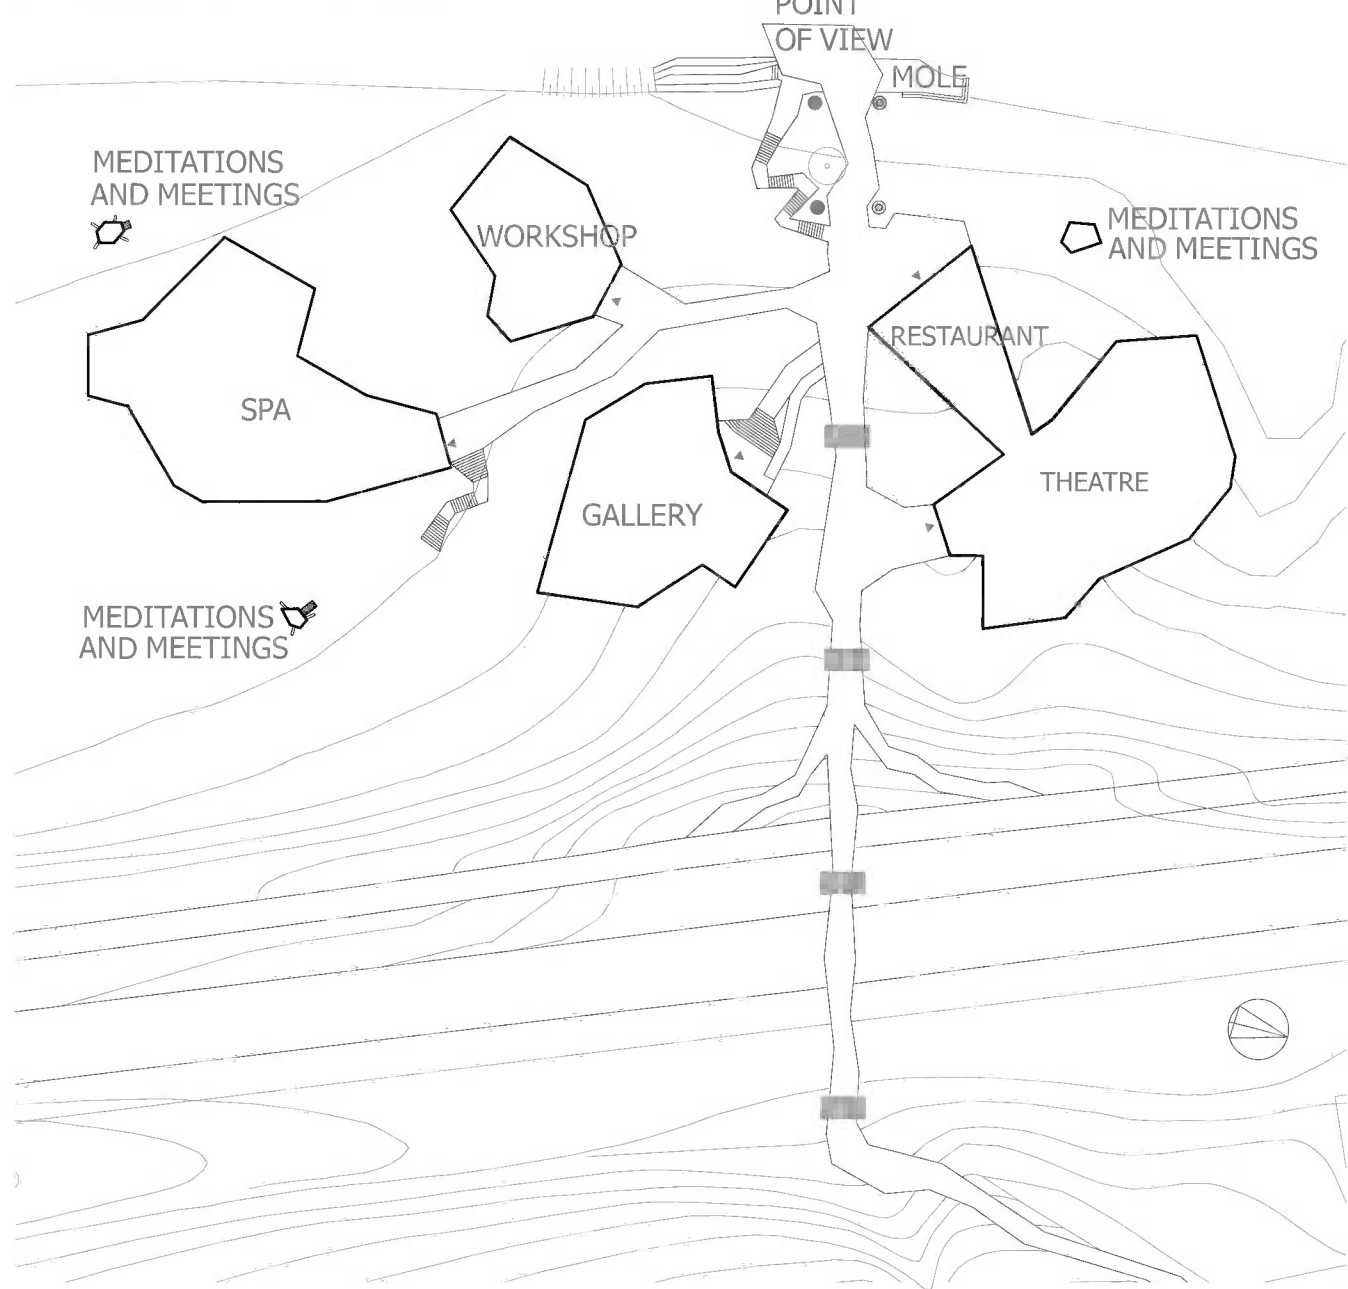 POINT
OF VIEW
MOLE
MEDITATIONS
AND MEETINGS
WORKSHOP
MEDITATIONS
AND MEETINGS
RESTAURANT
SPA
THEATRE
GALLERY
MEDITATIONS
AND MEETINGS